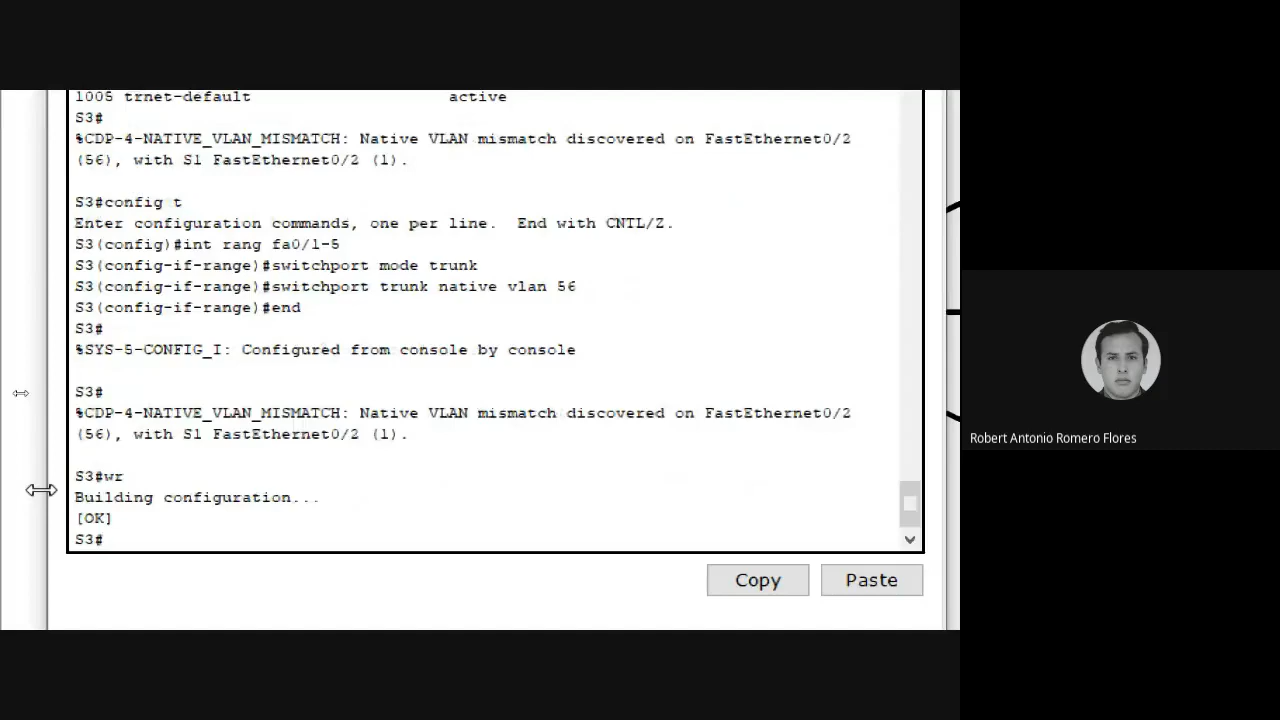 1005 trnet-default active
S3#
%CDP-4-NATIVE_VLAN_MISMATCH: Native VLAN mismatch discovered on FastEthernet0/2
(56), with S1 FastEthernet0/2 (1).
S3#config t
Enter configuration commands, one per line. End with CNTL/Z.
S3(config)#int rang fa0/1-5
S3(config-if-range)#switchport mode trunk
S3(config-if-range)#switchport trunk native vlan 56
S3(config-if-range)#end
S3#
%SYS-5-CONFIG_I: Configured from console by console
S3#
%CDP-4-NATIVE_VLAN_MISMATCH: Native VLAN mismatch discovered on FastEthernet0/2
(56), with S1 FastEthernet0/2 (1).
S3#wr
Building configuration...
[OK]
S3#
Copy Paste
Robert Antonio Romero Flores